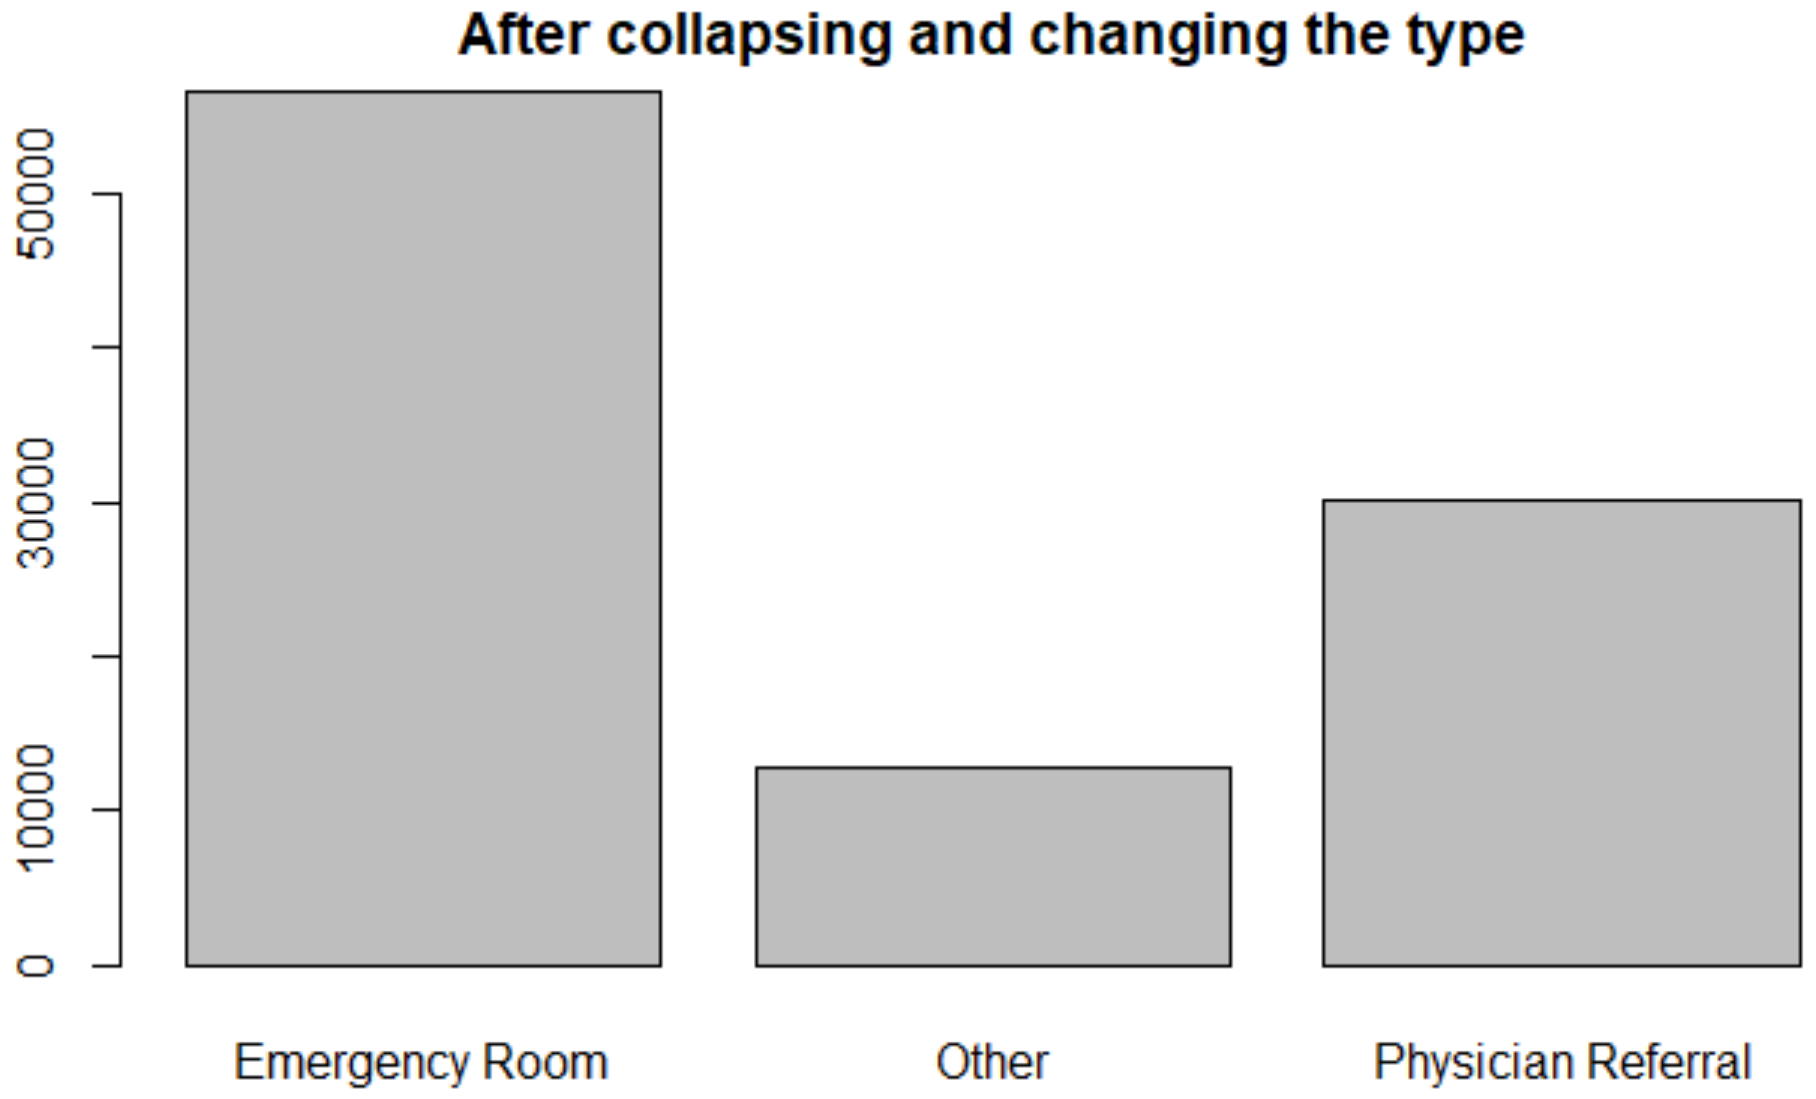 After collapsing and changing the type
50000
30000
10000
0
Emergency Room
Other
Physician Referral